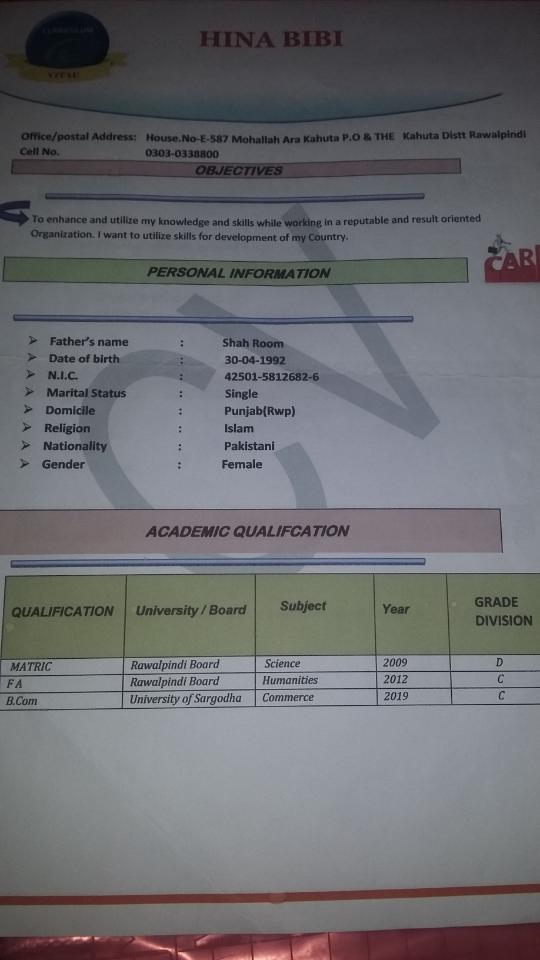 CURRICULUM
VITAE
HINA BIBI
Office/postal Address: House.No-E-587 Mohallah Ara Kahuta P.O & THE Kahuta Distt Rawalpindi
Cell No. 0303-0338800
OBJECTIVES
To enhance and utilize my knowledge and skills while working in a reputable and result oriented
Organization. I want to utilize skills for development of my Country.
CAR
PERSONAL INFORMATION
CV
Father's name : Shah Room
Date of birth : 30-04-1992
N.I.C. : 42501-5812682-6
Marital Status : Single
Domicile : Punjab(Rwp)
Religion : Islam
Nationality : Pakistani
Gender : Female
ACADEMIC QUALIFCATION
QUALIFICATION University / Board Subject Year GRADE DIVISION
MATRIC Rawalpindi Board Science 2009 D
F A Rawalpindi Board Humanities 2012 C
B.Com University of Sargodha Commerce 2019 C